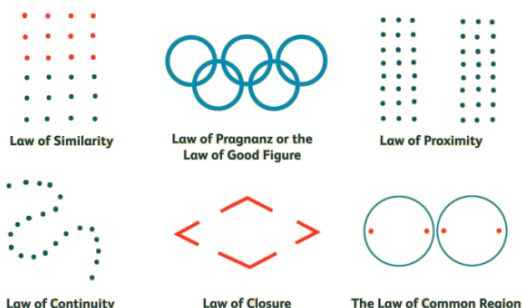 Law of Similarity
Law of Pragnanz or the
Law of Good Figure
Law of Proximity
Law of Continuity
Law of Closure
The Law of Common Region